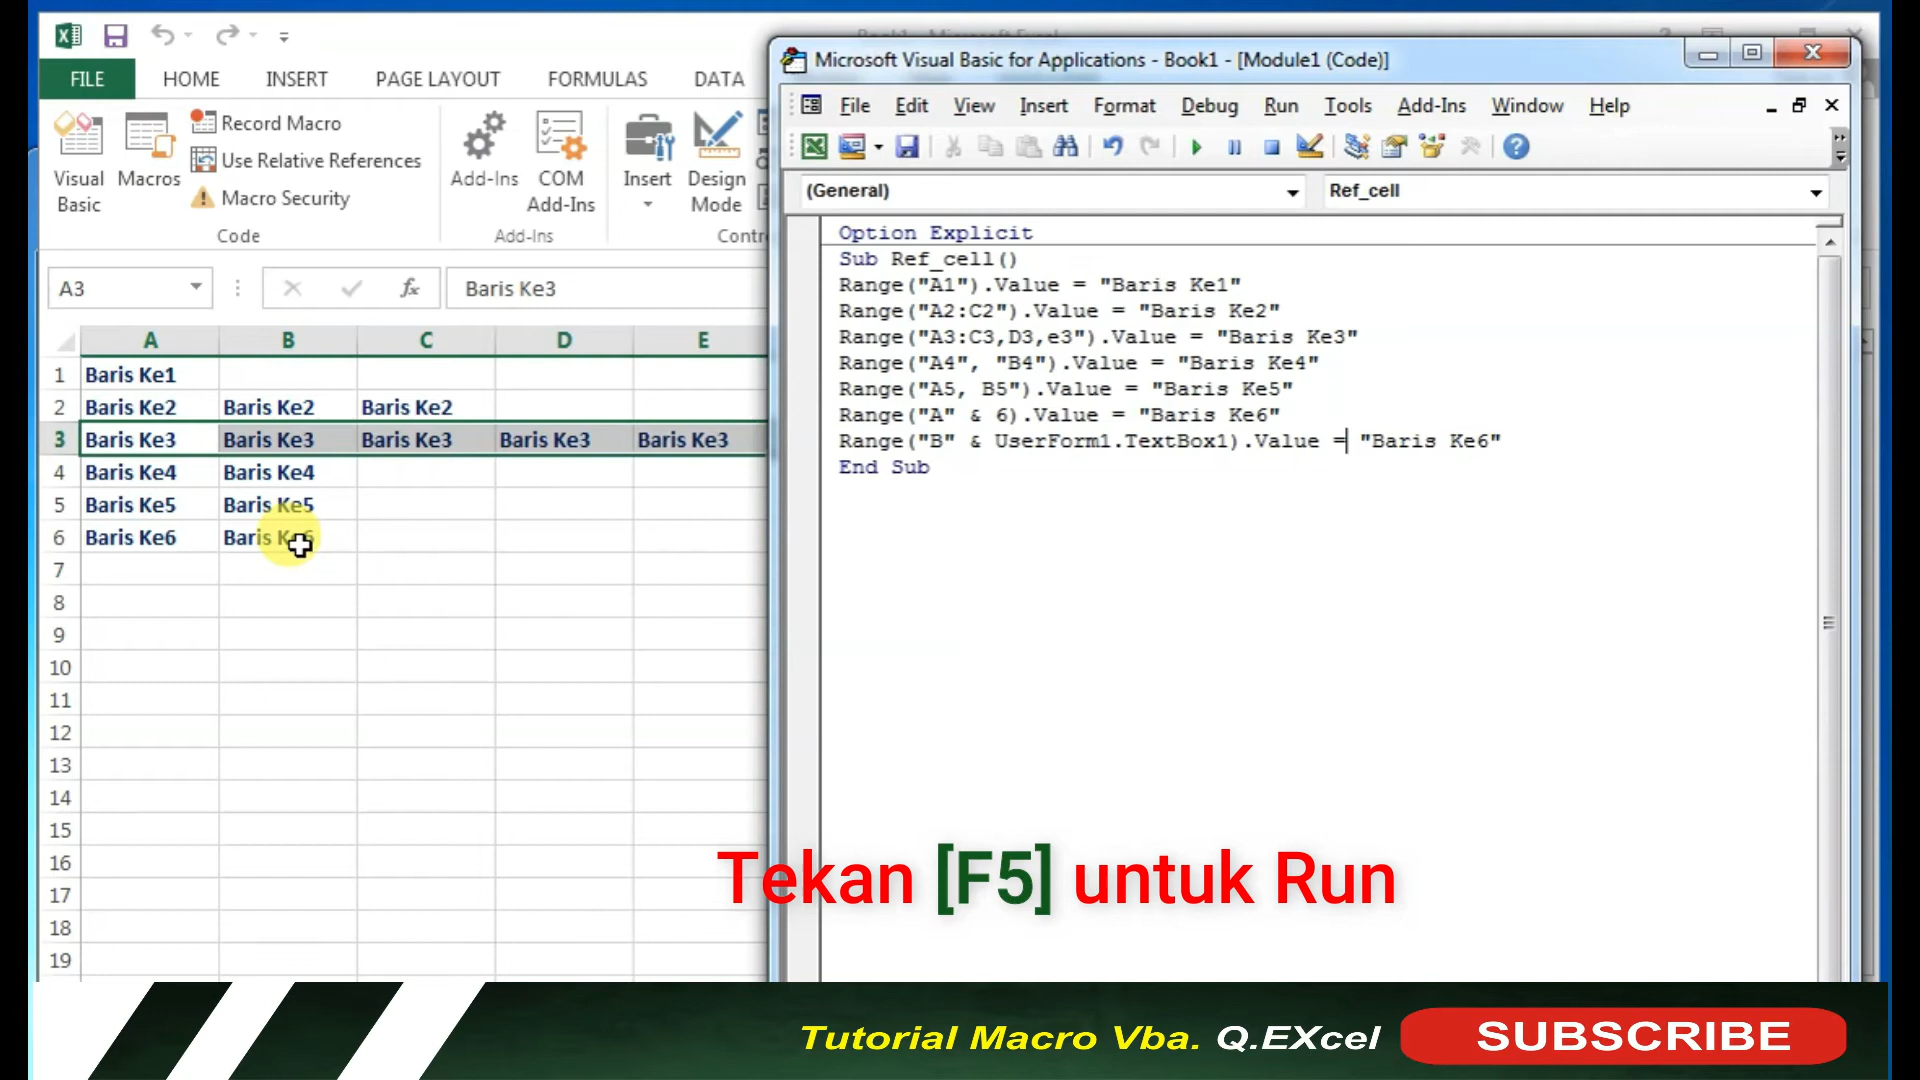 Microsoft Visual Basic for Applications - Book1 - [Module1 (Code)]
FILE HOME INSERT PAGE LAYOUT FORMULAS DATA
File Edit View Insert Format Debug Run Tools Add-Ins Window Help
Visual Basic
Macros
Record Macro
Use Relative References
Macro Security
Code
Add-Ins
COM Add-Ins
Add-Ins
Insert
Design Mode
A3
Baris Ke3
A B C D E
1 Baris Ke1
2 Baris Ke2 Baris Ke2 Baris Ke2
3 Baris Ke3 Baris Ke3 Baris Ke3 Baris Ke3 Baris Ke3
4 Baris Ke4 Baris Ke4
5 Baris Ke5 Baris Ke5
6 Baris Ke6 Baris Ke6
7
8
9
10
11
12
13
14
15
16
17
18
19
(General)
Ref_cell
Option Explicit
Sub Ref_cell()
Range("A1").Value = "Baris Ke1"
Range("A2:C2").Value = "Baris Ke2"
Range("A3:C3,D3,e3").Value = "Baris Ke3"
Range("A4", "B4").Value = "Baris Ke4"
Range("A5, B5").Value = "Baris Ke5"
Range("A" & 6).Value = "Baris Ke6"
Range("B" & UserForm1.TextBox1).Value = "Baris Ke6"
End Sub
Tekan [F5] untuk Run
Tutorial Macro Vba. Q.EXcel
SUBSCRIBE